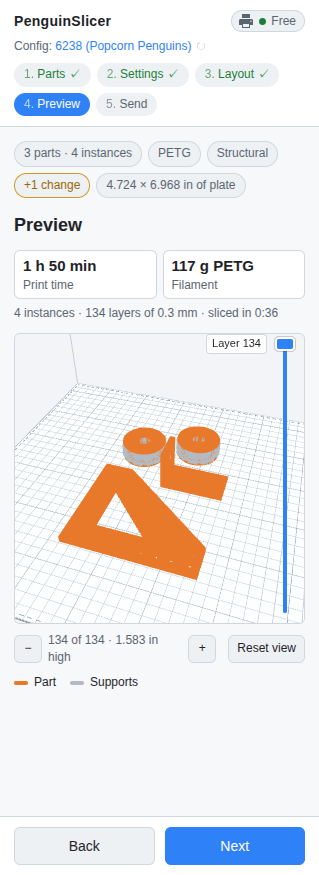 PenguinSlicer
Free
Config: 6238 (Popcorn Penguins)
1. Parts ✓
2. Settings ✓
3. Layout ✓
4. Preview
5. Send
3 parts · 4 instances
PETG
Structural
+1 change
4.724 × 6.968 in of plate
Preview
1 h 50 min
Print time
117 g PETG
Filament
4 instances · 134 layers of 0.3 mm · sliced in 0:36
Layer 134
−
134 of 134 · 1.583 in
high
+
Reset view
Part
Supports
Back
Next